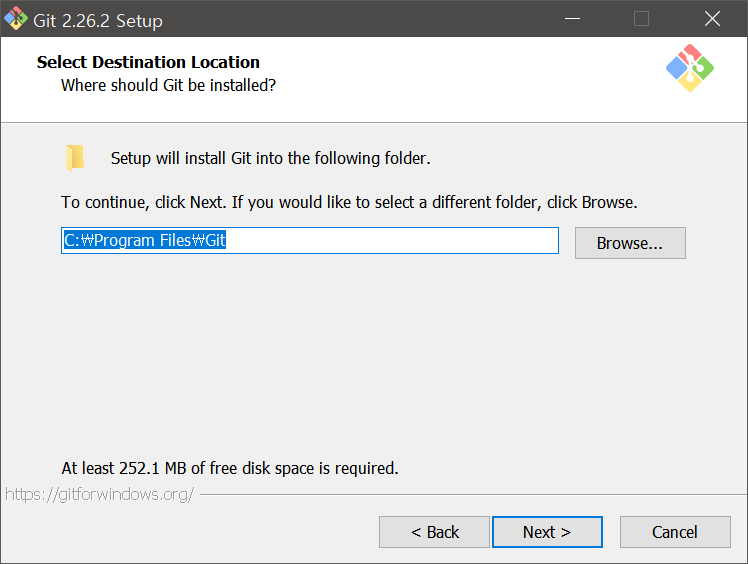 Git 2.26.2 Setup
Select Destination Location
Where should Git be installed?
Setup will install Git into the following folder.
To continue, click Next. If you would like to select a different folder, click Browse.
C:₩Program Files₩Git
Browse...
At least 252.1 MB of free disk space is required.
https://gitforwindows.org/
< Back
Next >
Cancel